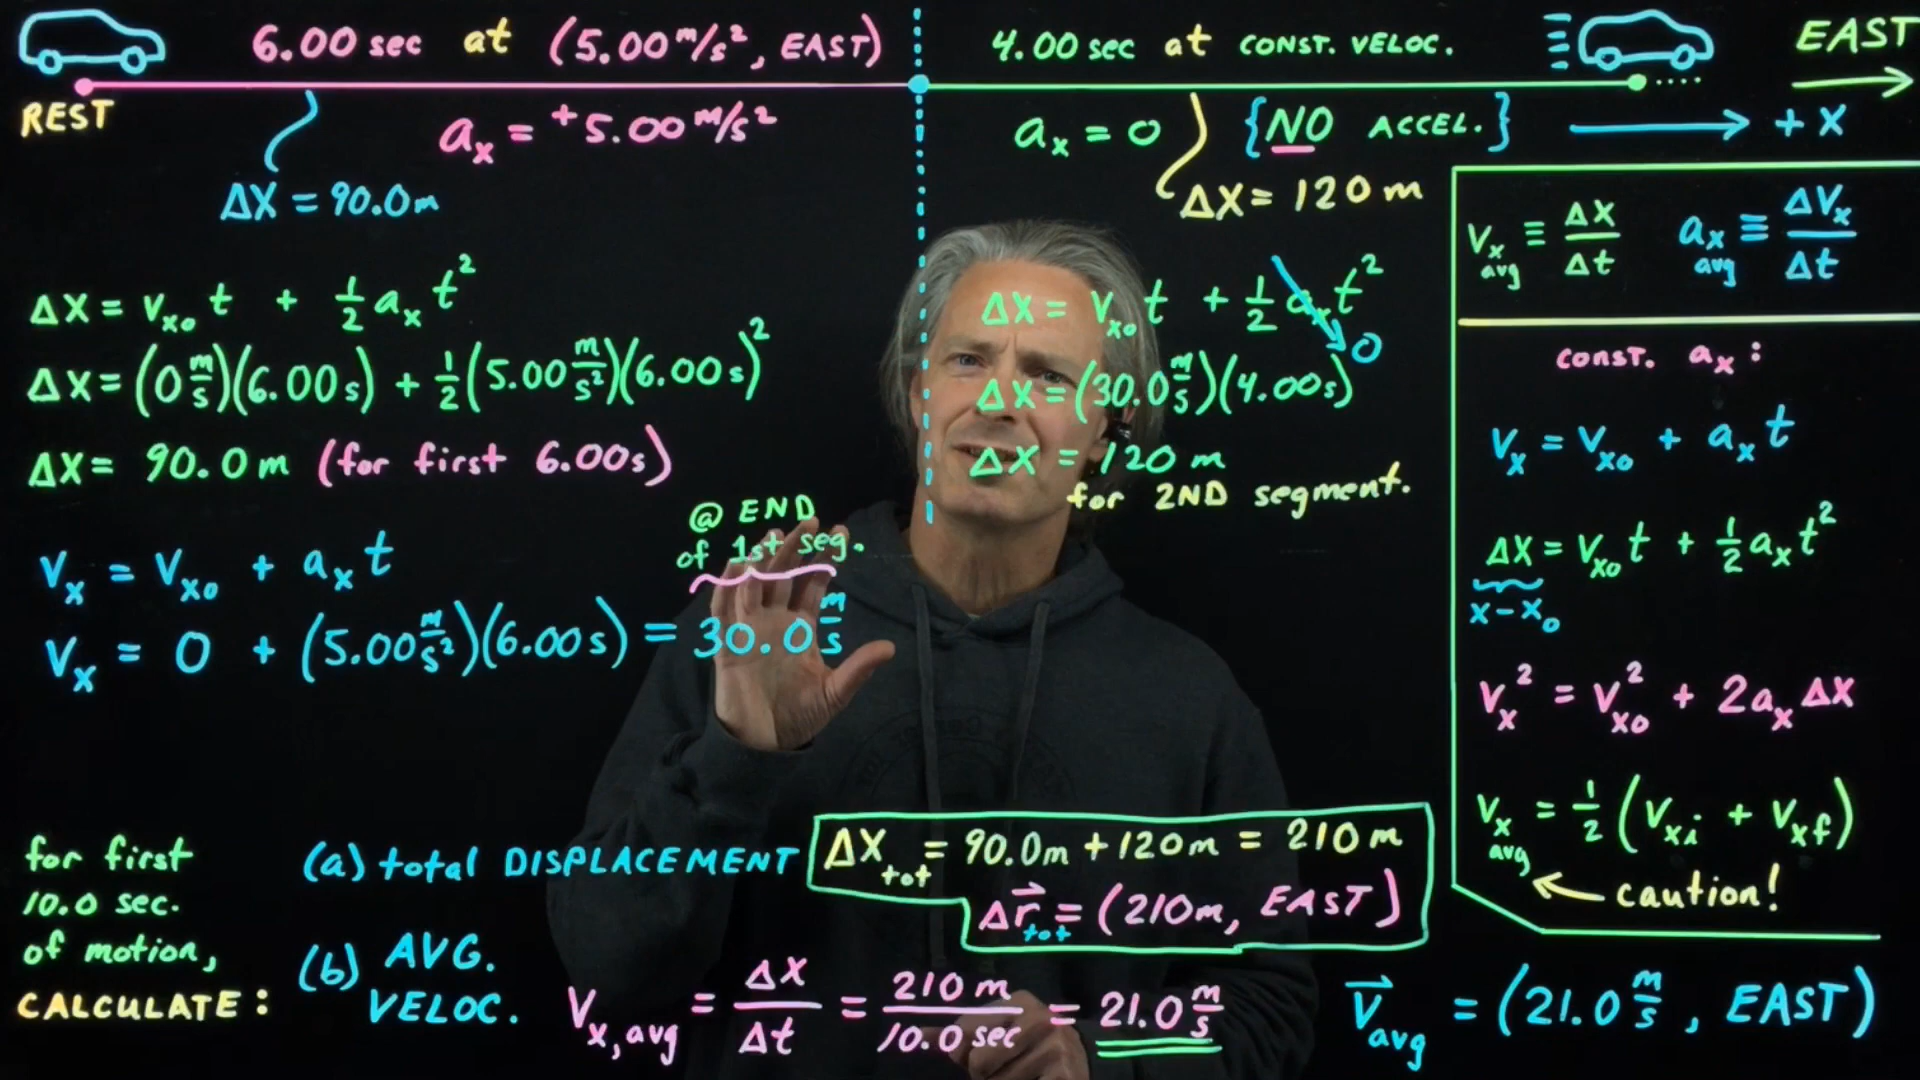 6.00 sec at (5.00 m/s², EAST)
4.00 sec at CONST. VELOC.
EAST
REST
aₓ = +5.00 m/s²
aₓ = 0 {NO ACCEL.}
+X
ΔX = 90.0m
ΔX = 120 m
ΔX = Vₓ₀ t + ½ aₓ t²
ΔX = (0 m/s)(6.00 s) + ½(5.00 m/s²)(6.00 s)²
ΔX = 90.0 m (for first 6.00s)
@ END
of 1st seg.
Vₓ = Vₓ₀ + aₓ t
Vₓ = 0 + (5.00 m/s²)(6.00 s) = 30.0 m/s
ΔX = Vₓ₀ t + ½ aₓ t²
0
ΔX = (30.0 m/s)(4.00 s)
ΔX = 120 m
for 2ND segment.
Vₓ avg ≡ ΔX/Δt aₓ avg ≡ ΔVₓ/Δt
CONST. aₓ :
Vₓ = Vₓ₀ + aₓ t
ΔX = Vₓ₀ t + ½ aₓ t²
X – X₀
Vₓ² = Vₓ₀² + 2aₓ ΔX
Vₓ avg = ½ (Vₓi + Vₓf)
caution!
for first
10.0 sec.
of motion,
CALCULATE:
(a) total DISPLACEMENT
ΔX tot = 90.0m + 120m = 210 m
Δr⃗ tot = (210m, EAST)
(b) AVG.
VELOC.
Vₓ,avg = ΔX/Δt = 210 m/10.0 sec = 21.0 m/s
V⃗ avg = (21.0 m/s, EAST)